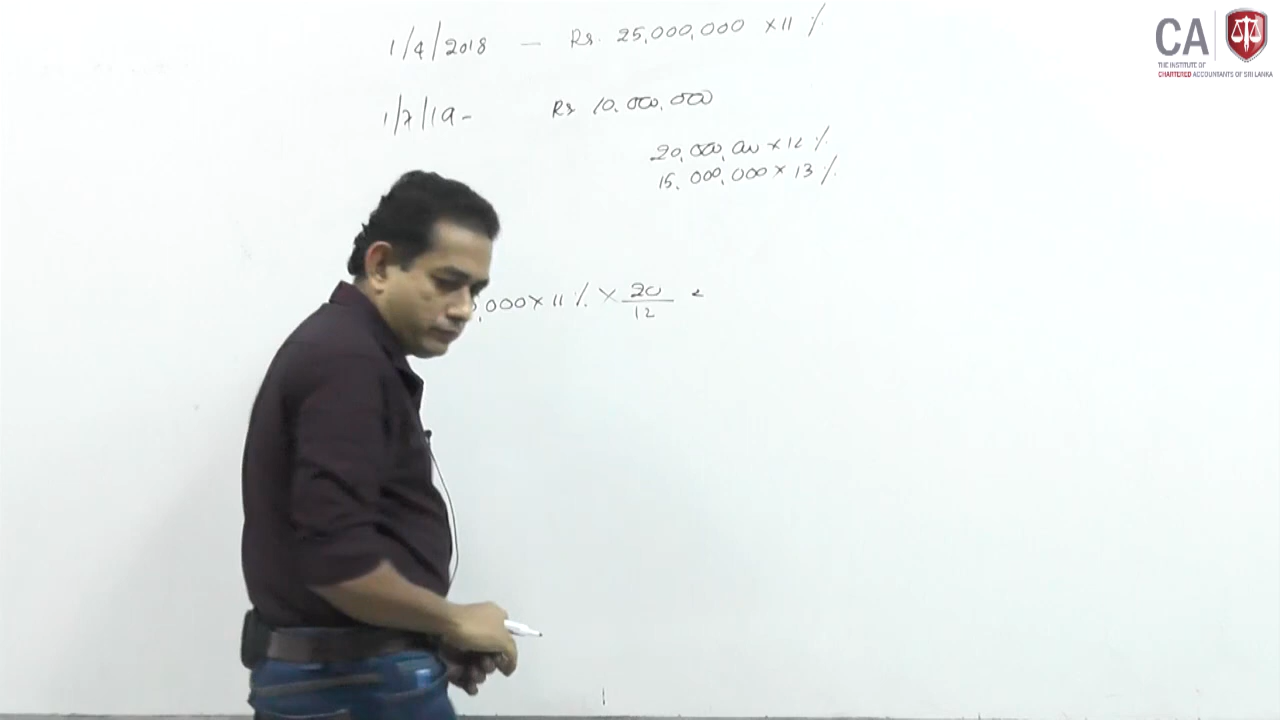 1/4/2018 — Rs. 25,000,000 × 11 %
1/7/19 - Rs 10,000,000
20,000,000 × 12 %
15,000,000 × 13 %
,000 × 11 % × 20/12
CA
THE INSTITUTE OF
CHARTERED ACCOUNTANTS OF SRI LANKA